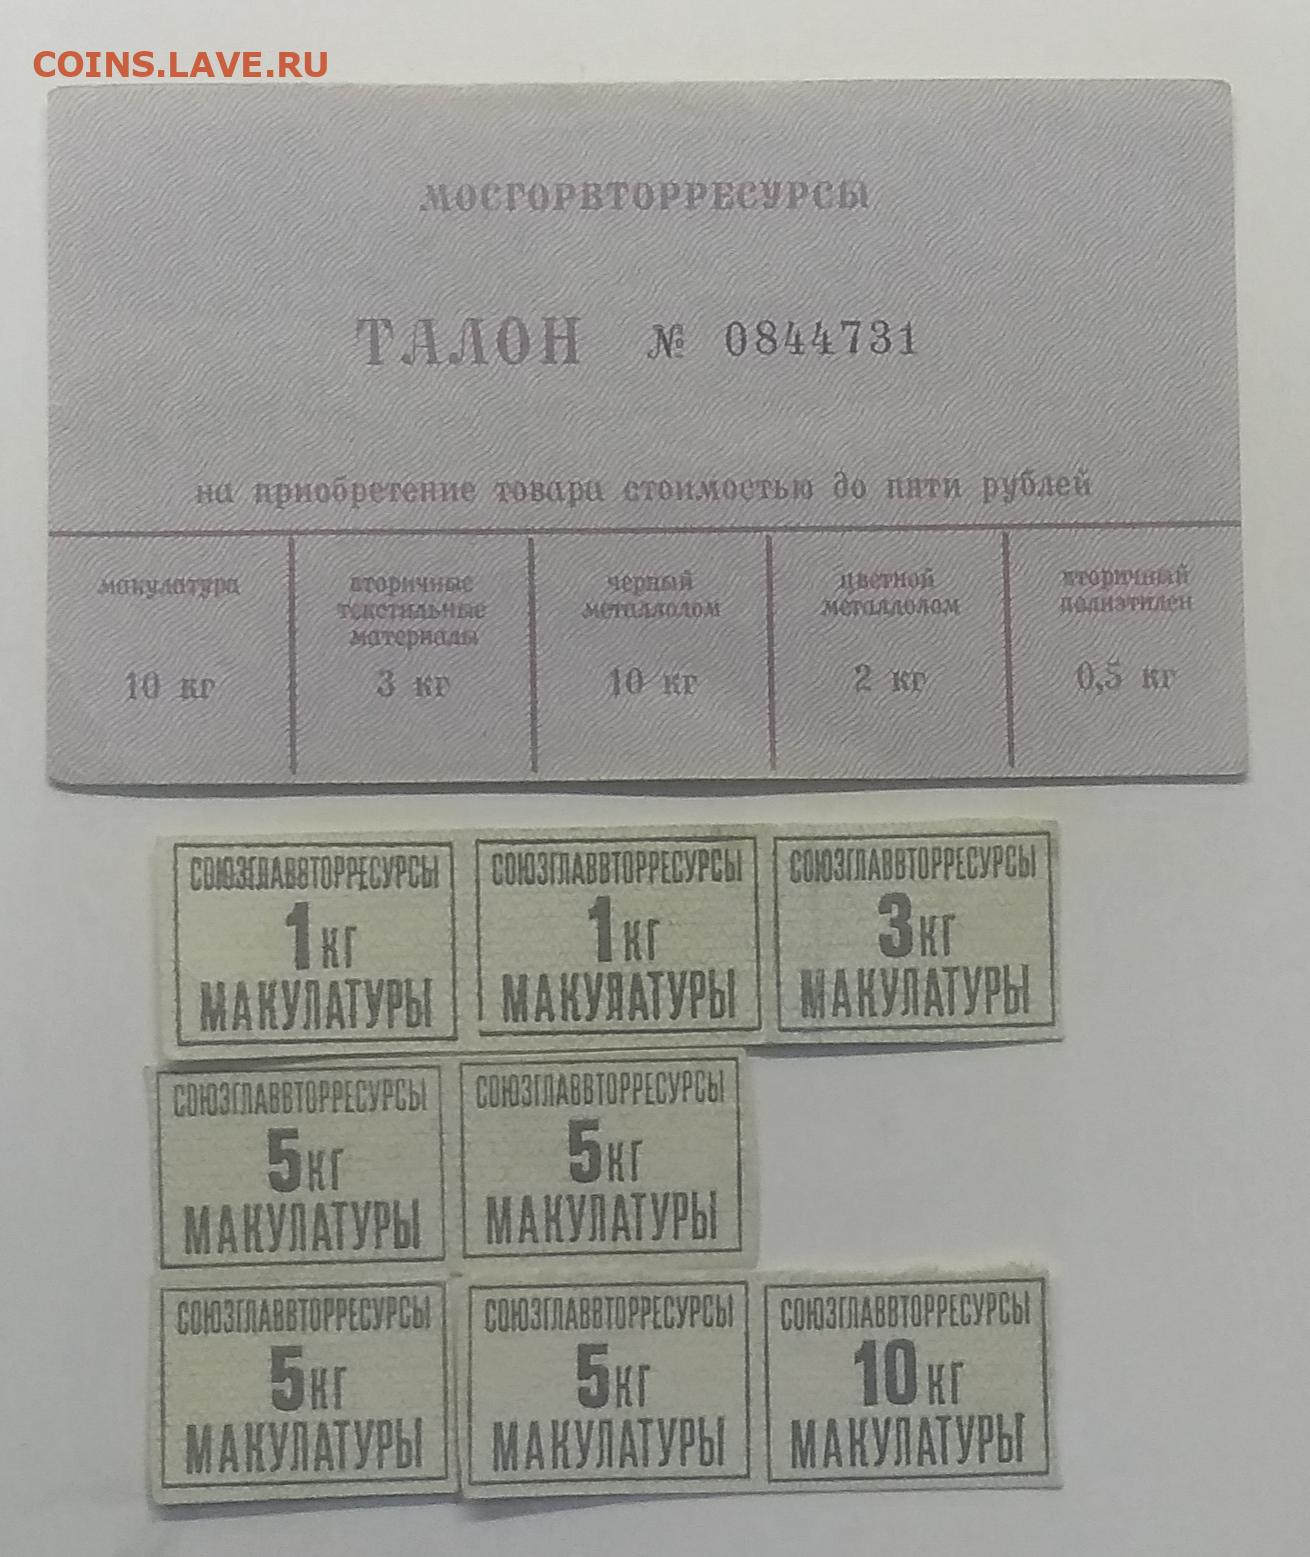 COINS.LAVE.RU
МОСГОРВТОРРЕСУРСЫ
ТАЛОН № 0844731
на приобретение товара стоимостью до пяти рублей
макулатура
10 кг
вторичные
текстильные
материалы
3 кг
черный
металлолом
10 кг
цветной
металлолом
2 кг
вторичный
полиэтилен
0,5 кг
СОЮЗГЛАВВТОРРЕСУРСЫ
1 кг
МАКУЛАТУРЫ
СОЮЗГЛАВВТОРРЕСУРСЫ
1 кг
МАКУЛАТУРЫ
СОЮЗГЛАВВТОРРЕСУРСЫ
3 кг
МАКУЛАТУРЫ
СОЮЗГЛАВВТОРРЕСУРСЫ
5 кг
МАКУЛАТУРЫ
СОЮЗГЛАВВТОРРЕСУРСЫ
5 кг
МАКУЛАТУРЫ
СОЮЗГЛАВВТОРРЕСУРСЫ
5 кг
МАКУЛАТУРЫ
СОЮЗГЛАВВТОРРЕСУРСЫ
5 кг
МАКУЛАТУРЫ
СОЮЗГЛАВВТОРРЕСУРСЫ
10 кг
МАКУЛАТУРЫ